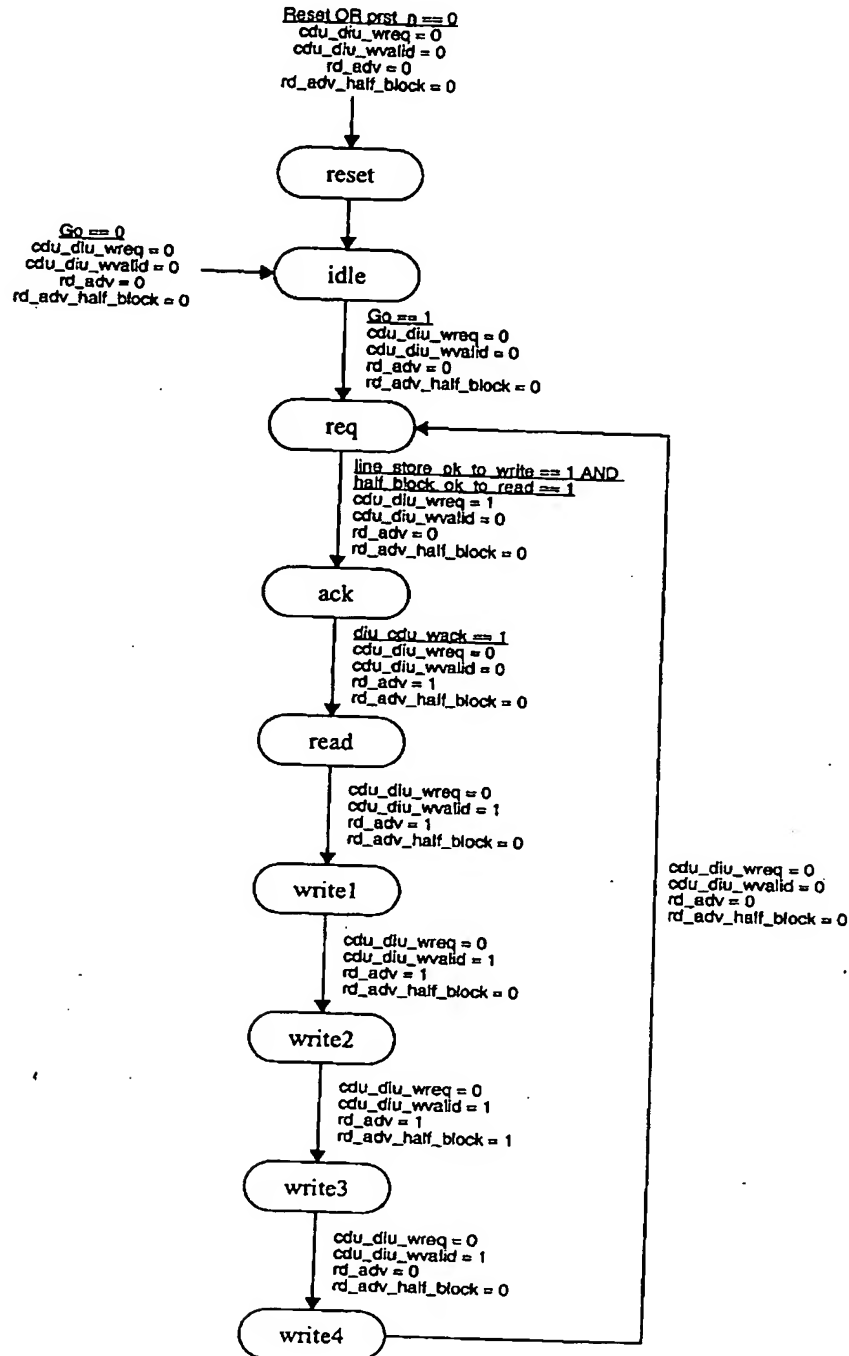 Reset OR prst_n == 0
cdu_diu_wreq = 0
cdu_diu_wvalid = 0
rd_adv = 0
rd_adv_half_block = 0
reset
Go == 0
cdu_diu_wreq = 0
cdu_diu_wvalid = 0
rd_adv = 0
rd_adv_half_block = 0
idle
Go == 1
cdu_diu_wreq = 0
cdu_diu_wvalid = 0
rd_adv = 0
rd_adv_half_block = 0
req
line_store_ok_to_write == 1 AND
half_block_ok_to_read == 1
cdu_diu_wreq = 1
cdu_diu_wvalid = 0
rd_adv = 0
rd_adv_half_block = 0
ack
diu_cdu_wack == 1
cdu_diu_wreq = 0
cdu_diu_wvalid = 0
rd_adv = 1
rd_adv_half_block = 0
read
cdu_diu_wreq = 0
cdu_diu_wvalid = 1
rd_adv = 1
rd_adv_half_block = 0
write1
cdu_diu_wreq = 0
cdu_diu_wvalid = 0
rd_adv = 0
rd_adv_half_block = 0
cdu_diu_wreq = 0
cdu_diu_wvalid = 1
rd_adv = 1
rd_adv_half_block = 0
write2
cdu_diu_wreq = 0
cdu_diu_wvalid = 1
rd_adv = 1
rd_adv_half_block = 1
write3
cdu_diu_wreq = 0
cdu_diu_wvalid = 1
rd_adv = 0
rd_adv_half_block = 0
write4